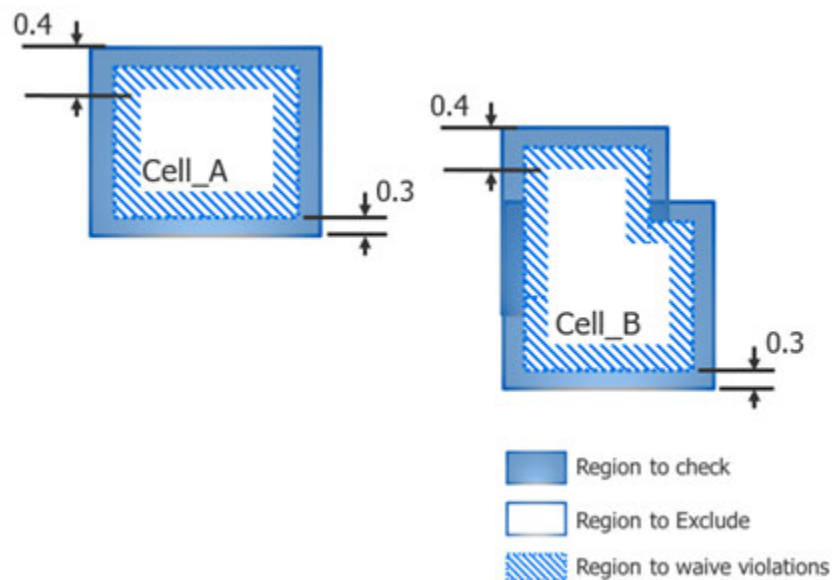 0.4
Cell_A
0.3
0.4
Cell_B
0.3
Region to check
Region to Exclude
Region to waive violations